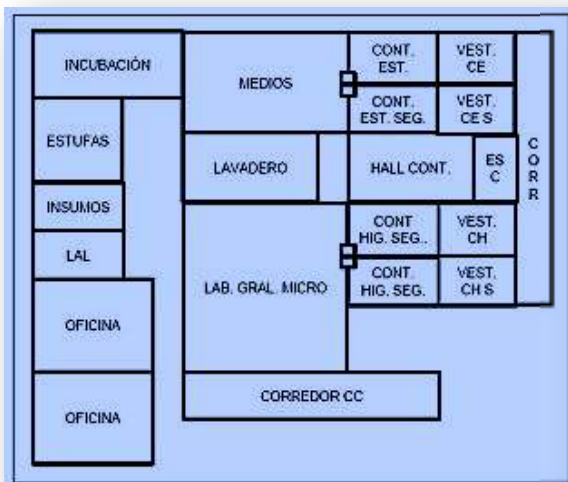 INCUBACIÓN
MEDIOS
CONT.
EST.
VEST.
CE
CONT.
EST. SEG.
VEST.
CE S
CORR
ESTUFAS
LAVADERO
HALL CONT.
ES
C
INSUMOS
LAL
CONT
HIG. SEG..
VEST.
CH
LAB. GRAL. MICRO
CONT.
HIG. SEG.
VEST.
CH S
OFICINA
CORREDOR CC
OFICINA